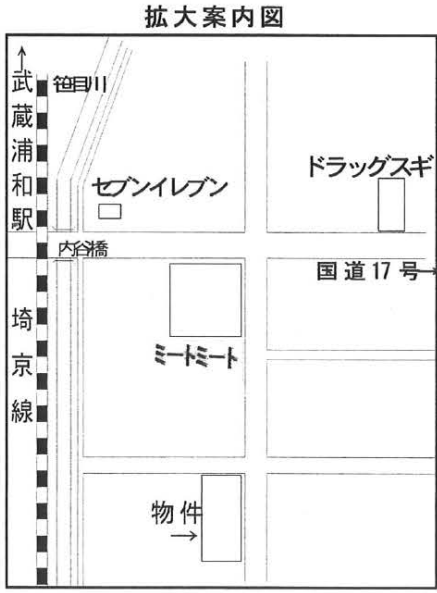 拡大案内図
↑
武蔵浦和駅
笹目川
セブンイレブン
ドラッグスギ
内谷橋
国道17号→
埼京線
ミートミート
物件
→